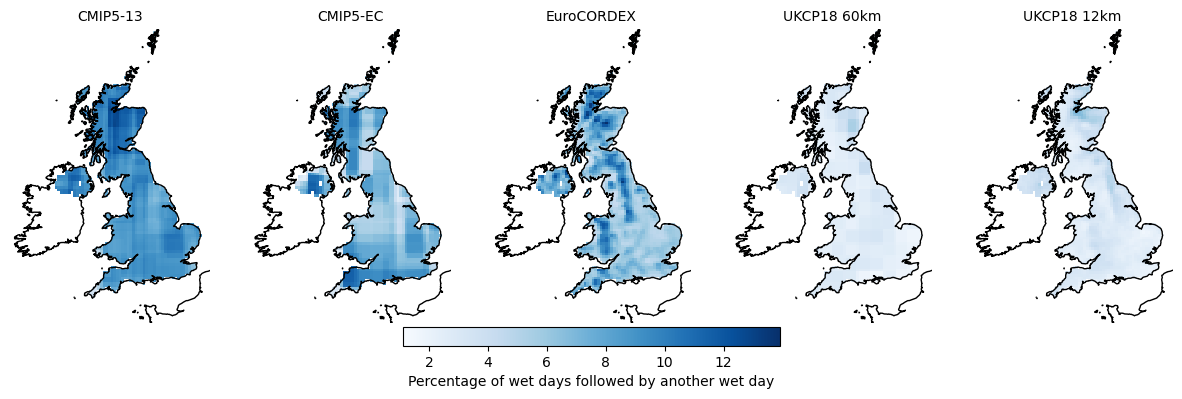 CMIP5-13 CMIP5-EC EuroCORDEX UKCP18 60km UKCP18 12km
2 4 6 8 10 12
Percentage of wet days followed by another wet day